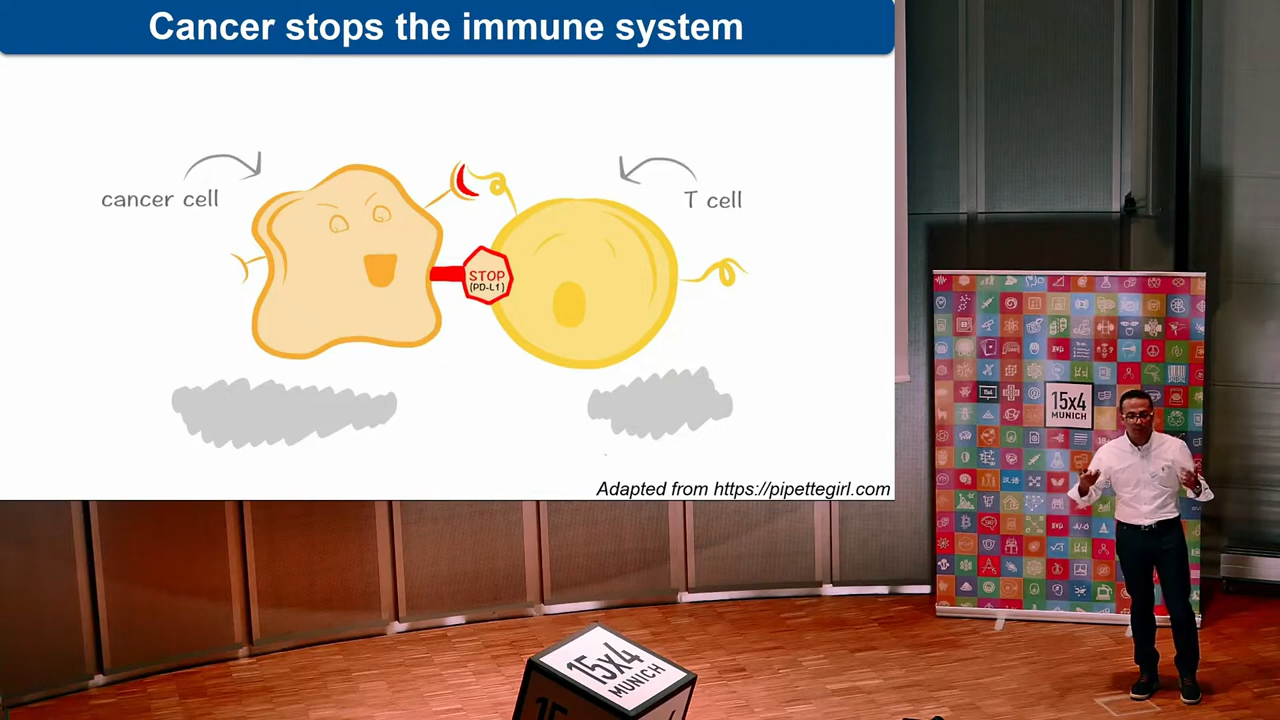 Cancer stops the immune system
cancer cell
T cell
STOP
(PD-L1)
Adapted from https://pipettegirl.com
15x4
MUNICH
15x4
MUNICH
15